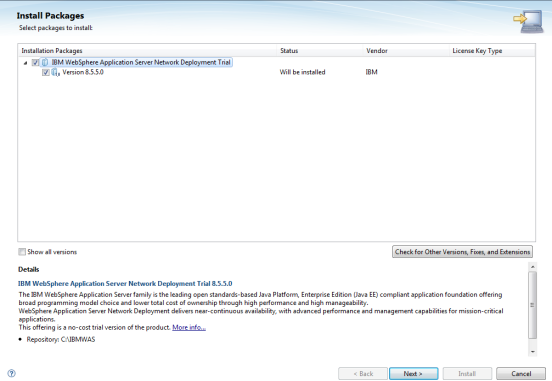 Install Packages
Select packages to install:
Installation Packages Status Vendor License Key Type
IBM WebSphere Application Server Network Deployment Trial
Version 8.5.5.0 Will be installed IBM
Show all versions Check for Other Versions, Fixes, and Extensions
Details
IBM WebSphere Application Server Network Deployment Trial 8.5.5.0
The IBM WebSphere Application Server family is the leading open standards-based Java Platform, Enterprise Edition (Java EE) compliant application foundation offering
broad programming model choice and lower total cost of ownership through high performance and high manageability.
WebSphere Application Server Network Deployment delivers near-continuous availability, with advanced performance and management capabilities for mission-critical
applications.
This offering is a no-cost trial version of the product. More info...
• Repository: C:\IBMWAS
? < Back Next > Install Cancel